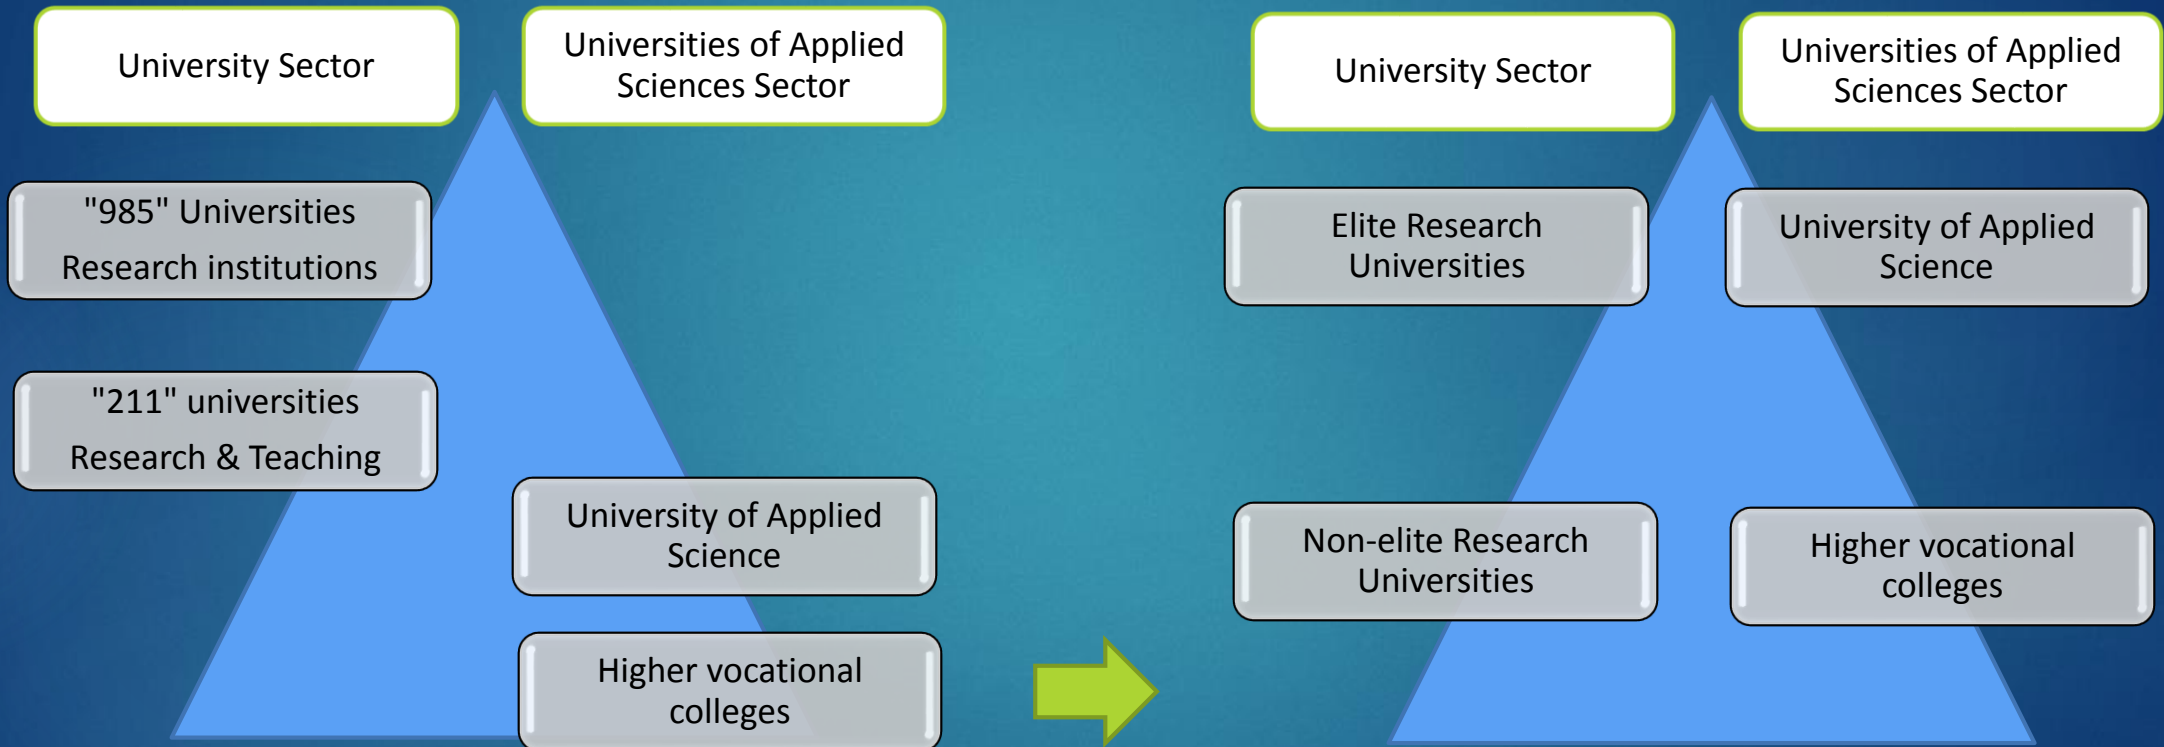 University Sector
Universities of Applied
Sciences Sector
"985" Universities
Research institutions
"211" universities
Research & Teaching
University of Applied
Science
Higher vocational
colleges
University Sector
Universities of Applied
Sciences Sector
Elite Research
Universities
University of Applied
Science
Non-elite Research
Universities
Higher vocational
colleges